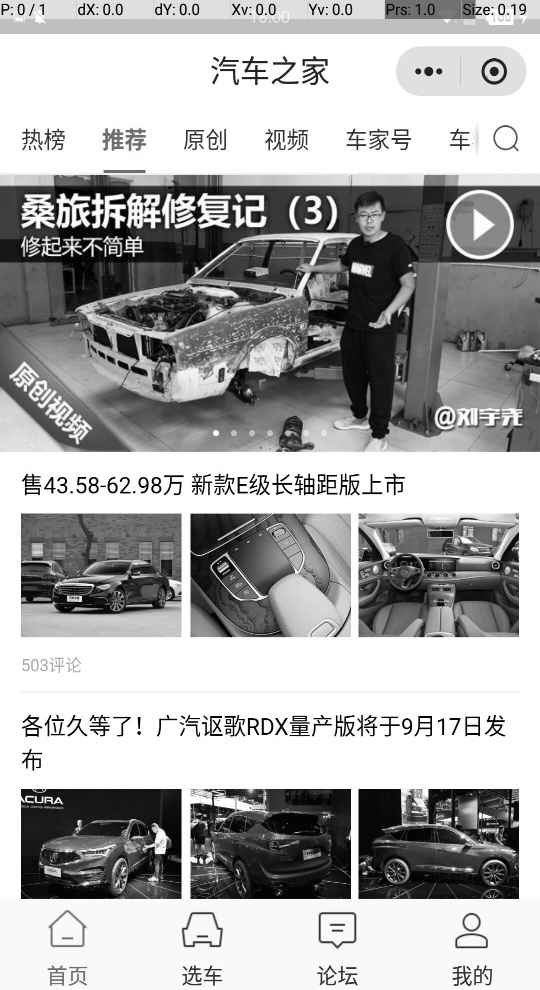 P: 0 / 1 dX: 0.0 dY: 0.0 Xv: 0.0 Yv: 0.0 Prs: 1.0 Size: 0.19
汽车之家
热榜 推荐 原创 视频 车家号 车
桑旅拆解修复记（3）
修起来不简单
MARVEL
原创视频
@刘宇尧
售43.58-62.98万 新款E级长轴距版上市
503评论
各位久等了！广汽讴歌RDX量产版将于9月17日发
布
ACURA
首页 选车 论坛 我的